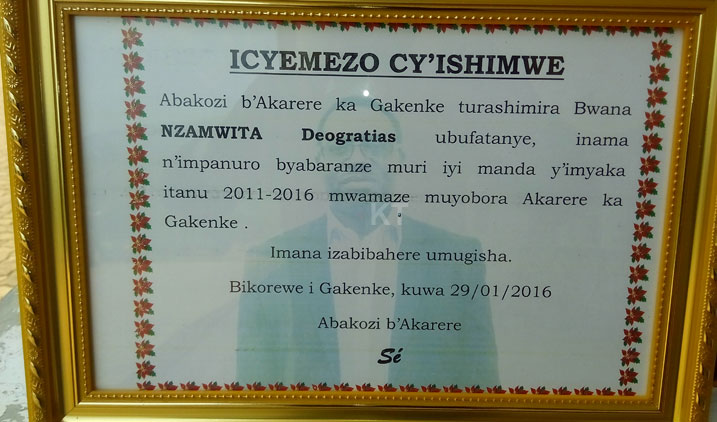 ICYEMEZO CY'ISHIMWE
Abakozi b'Akarere ka Gakenke turashimira Bwana
NZAMWITA Deogratias ubufatanye, inama
n'impanuro byabaranze muri iyi manda y'imyaka
itanu 2011-2016 mwamaze muyobora Akarere ka
Gakenke .
KT
Imana izabibahere umugisha.
Bikorewe i Gakenke, kuwa 29/01/2016
Abakozi b'Akarere
Sé